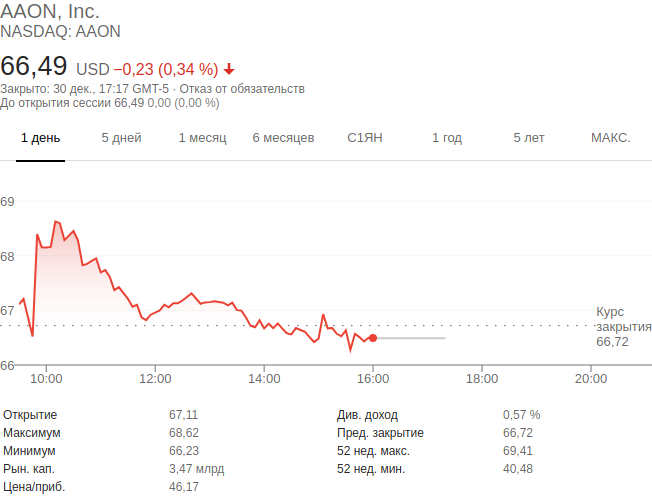 AAON, Inc.
NASDAQ: AAON
66,49 USD −0,23 (0,34 %)
Закрыто: 30 дек., 17:17 GMT-5 · Отказ от обязательств
До открытия сессии 66,49 0,00 (0,00 %)
1 день 5 дней 1 месяц 6 месяцев С1ЯН 1 год 5 лет МАКС.
69
68
67
66
Курс
закрытия
66,72
10:00 12:00 14:00 16:00 18:00 20:00
Открытие 67,11 Див. доход 0,57 %
Максимум 68,62 Пред. закрытие 66,72
Минимум 66,23 52 нед. макс. 69,41
Рын. кап. 3,47 млрд 52 нед. мин. 40,48
Цена/приб. 46,17